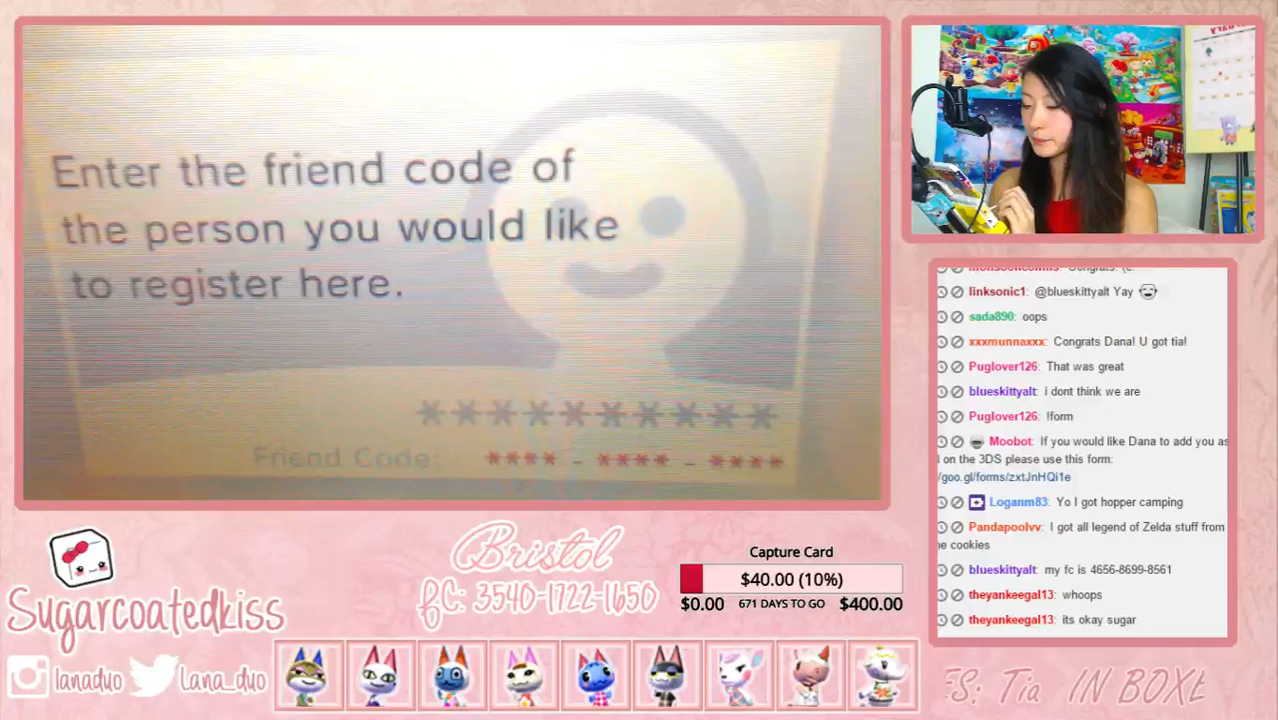 Enter the friend code of
the person you would like
to register here.
**********
Friend Code: **** - **** - ****
linksonic1: @blueskittyalt Yay
sada890: oops
xxxmunnaxxx: Congrats Dana! U got tia!
Puglover126: That was great
blueskittyalt: i dont think we are
Puglover126: !form
Moobot: If you would like Dana to add you as
on the 3DS please use this form:
/goo.gl/forms/zxtJnHQi1e
Loganm83: Yo I got hopper camping
Pandapoolvv: I got all legend of Zelda stuff from
e cookies
blueskittyalt: my fc is 4656-8699-8561
theyankeegal13: whoops
theyankeegal13: its okay sugar
Sugarcoatedkiss
lanaduo Lana_duo
Bristol
FC: 3540-1722-1650
Capture Card
$40.00 (10%)
$0.00 671 DAYS TO GO $400.00
ES: Tia IN BOXE